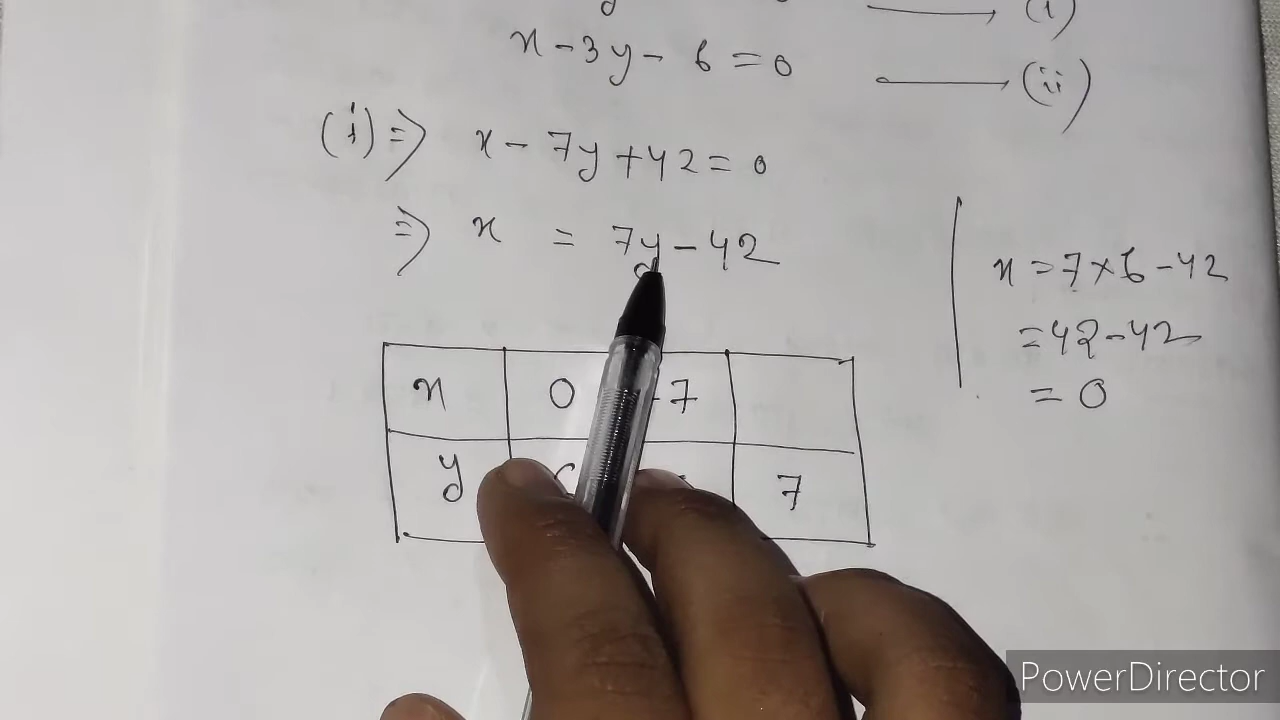 (i)
x - 3y - 6 = 0 (ii)
(i) ⇒ x - 7y + 42 = 0
⇒ x = 7y - 42
x = 7 × 6 - 42
= 42 - 42
= 0
x 0 -7
y 7
PowerDirector